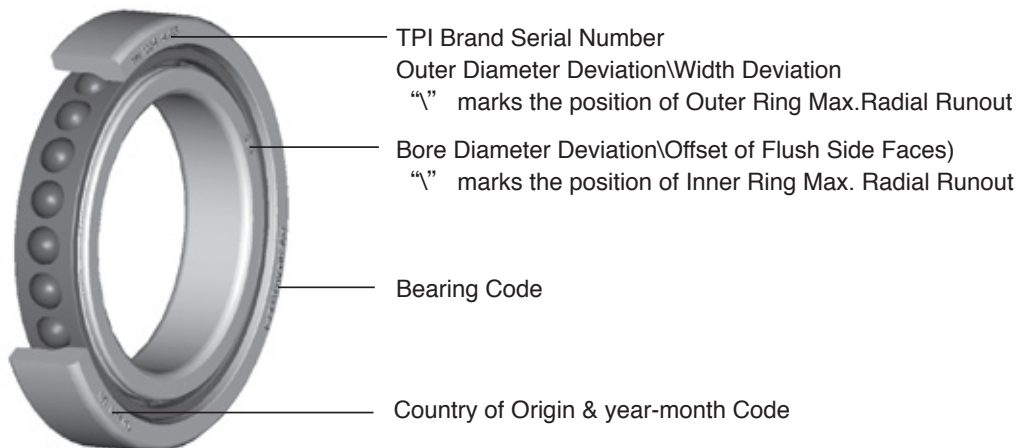 TPI Brand Serial Number
Outer Diameter Deviation\Width Deviation
“\” marks the position of Outer Ring Max.Radial Runout
Bore Diameter Deviation\Offset of Flush Side Faces)
“\” marks the position of Inner Ring Max. Radial Runout
Bearing Code
Country of Origin & year-month Code